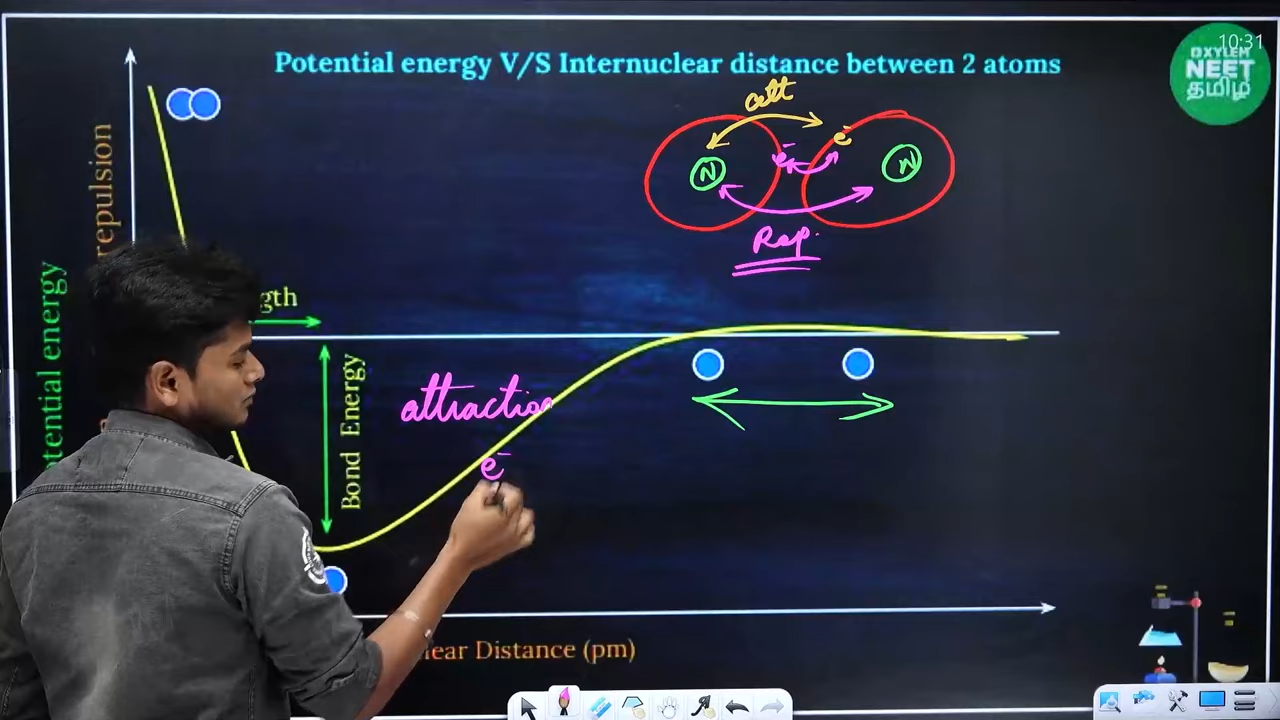 Potential energy V/S Internuclear distance between 2 atoms
10:31
OXYLEM
NEET
தமிழ்
att
e⁻
e⁻
N
N
Rep.
repulsion
otential energy
gth
Bond Energy
attraction
e⁻
lear Distance (pm)